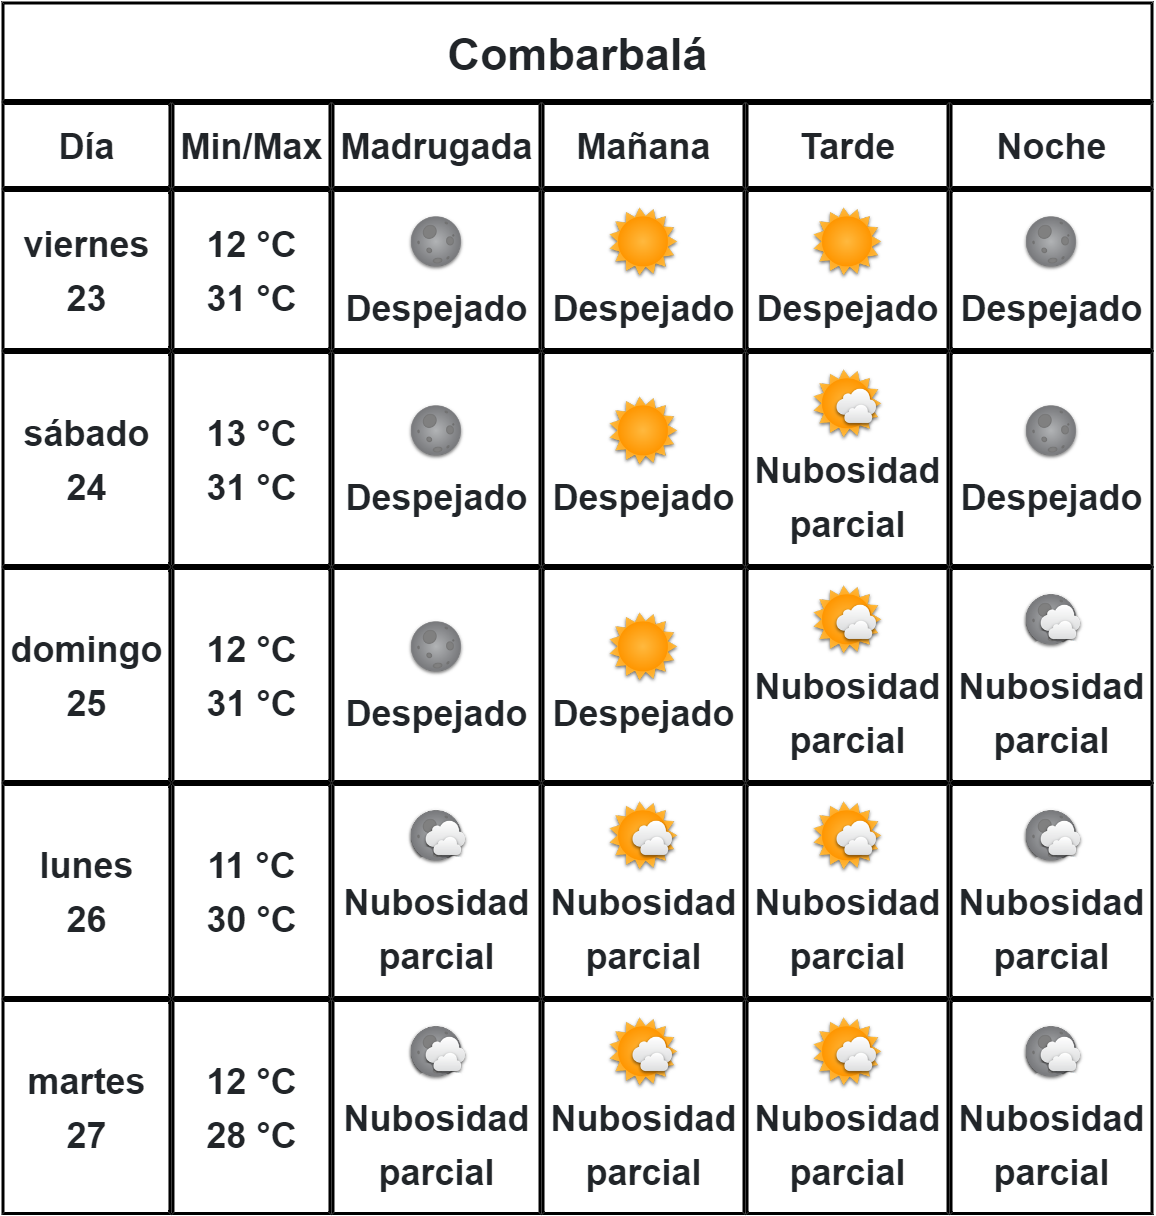 Combarbalá
Día Min/Max Madrugada Mañana Tarde Noche
viernes 23 12 °C 31 °C Despejado Despejado Despejado Despejado
sábado 24 13 °C 31 °C Despejado Despejado Nubosidad parcial Despejado
domingo 25 12 °C 31 °C Despejado Despejado Nubosidad parcial Nubosidad parcial
lunes 26 11 °C 30 °C Nubosidad parcial Nubosidad parcial Nubosidad parcial Nubosidad parcial
martes 27 12 °C 28 °C Nubosidad parcial Nubosidad parcial Nubosidad parcial Nubosidad parcial